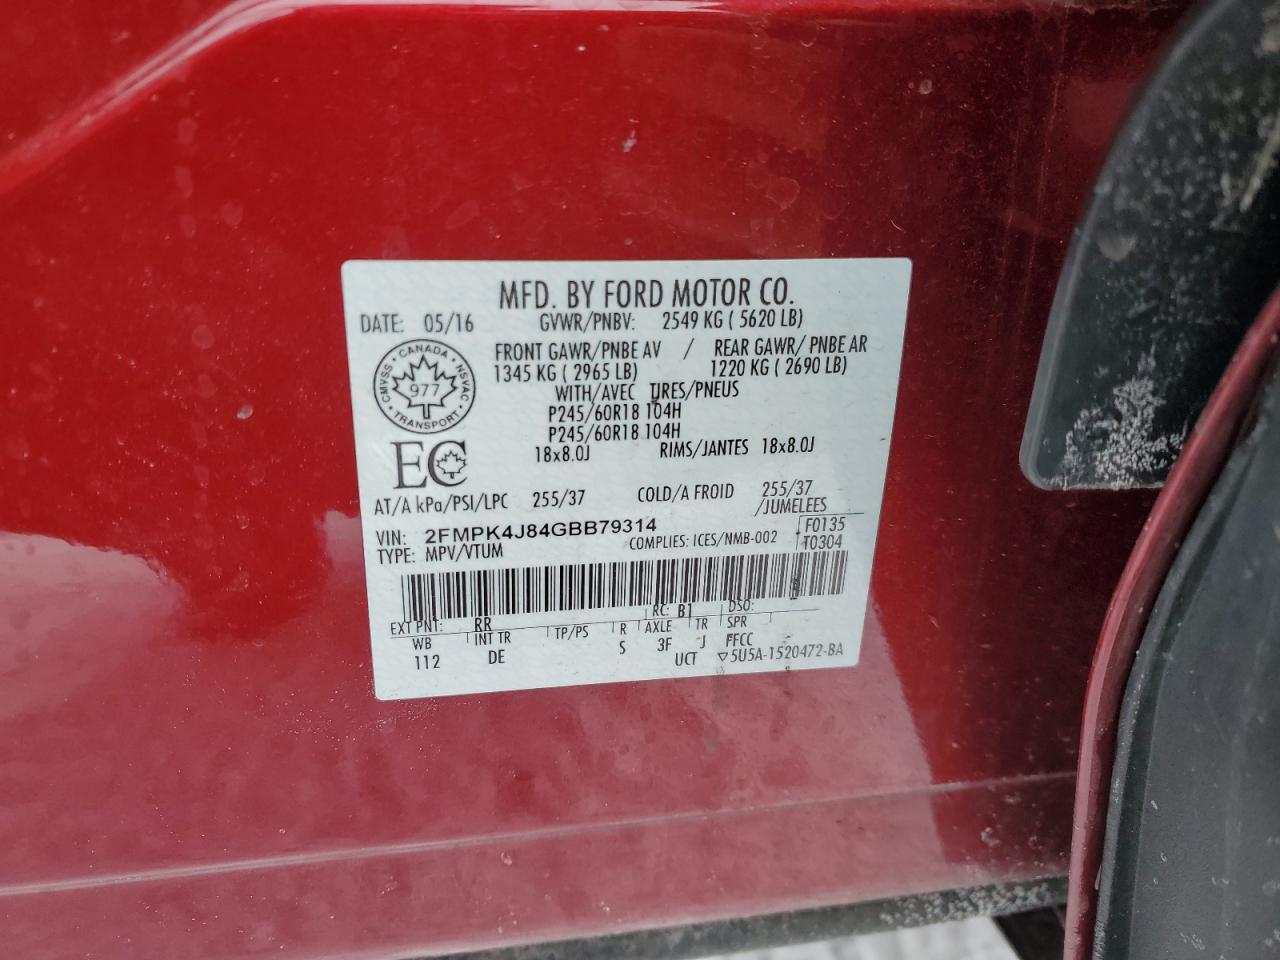 MFD. BY FORD MOTOR CO.
DATE: 05/16 GVWR/PNBV: 2549 KG ( 5620 LB)
FRONT GAWR/PNBE AV / REAR GAWR/ PNBE AR
1345 KG ( 2965 LB) 1220 KG ( 2690 LB)
WITH/AVEC TIRES/PNEUS
P245/60R18 104H
P245/60R18 104H
18x8.0J RIMS/JANTES 18x8.0J
CANADA
CMVSS NSVAC
977
TRANSPORT
EC
AT/A kPa/PSI/LPC 255/37 COLD/A FROID 255/37
/JUMELEES
VIN: 2FMPK4J84GBB79314 F0135
TYPE: MPV/VTUM COMPLIES: ICES/NMB-002 T0304
EXT PNT: RR RC: B1 DSO:
WB INT TR TP/PS R AXLE TR SPR
112 DE S 3F J FFCC
UCT ▽5U5A-1520472-BA